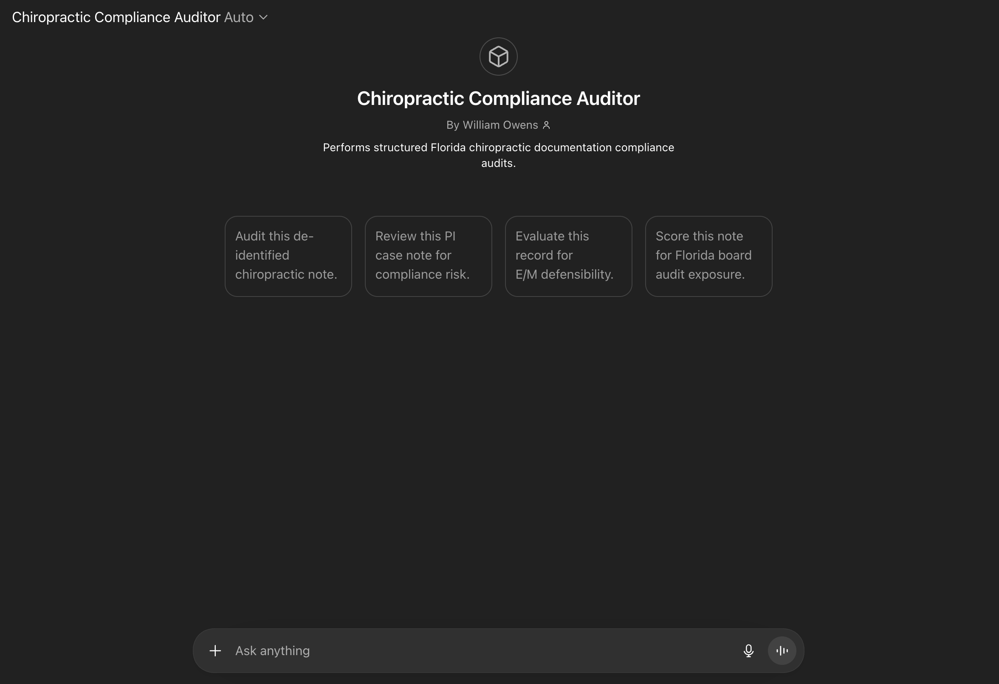 Chiropractic Compliance Auditor Auto
Chiropractic Compliance Auditor
By William Owens
Performs structured Florida chiropractic documentation compliance
audits.
Audit this de-
identified
chiropractic note.
Review this PI
case note for
compliance risk.
Evaluate this
record for
E/M defensibility.
Score this note
for Florida board
audit exposure.
Ask anything